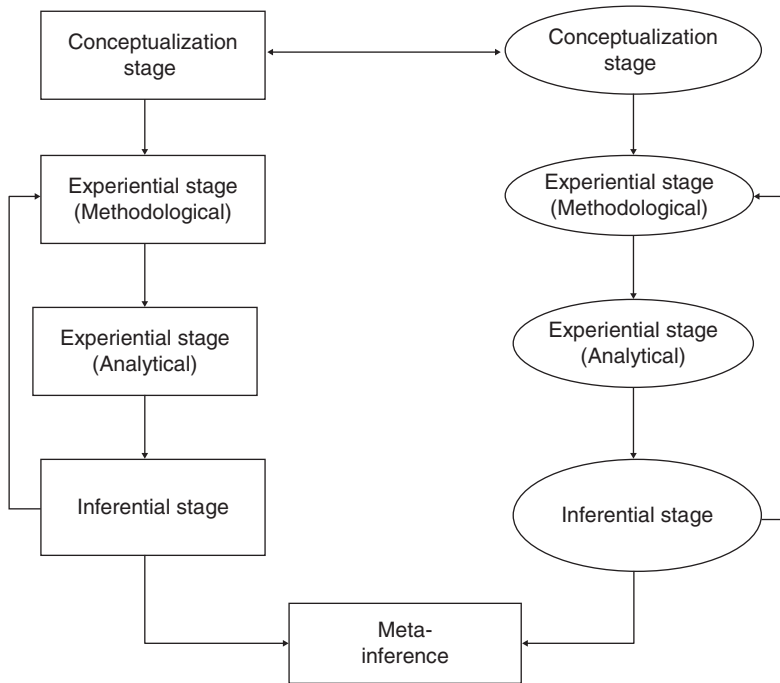 Conceptualization
stage
Conceptualization
stage
Experiential stage
(Methodological)
Experiential stage
(Methodological)
Experiential stage
(Analytical)
Experiential stage
(Analytical)
Inferential stage
Inferential stage
Meta-
inference